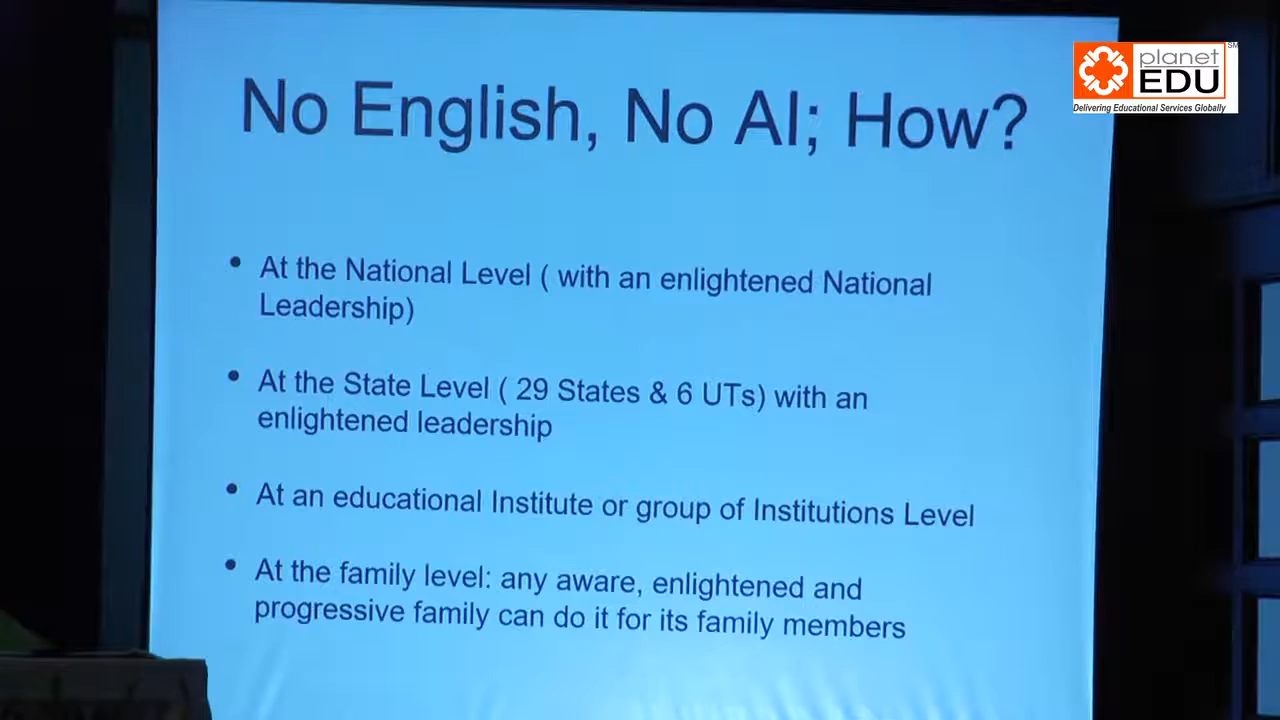 planet SM
EDU
Delivering Educational Services Globally
No English, No AI; How?
• At the National Level ( with an enlightened National
Leadership)
• At the State Level ( 29 States & 6 UTs) with an
enlightened leadership
• At an educational Institute or group of Institutions Level
• At the family level: any aware, enlightened and
progressive family can do it for its family members